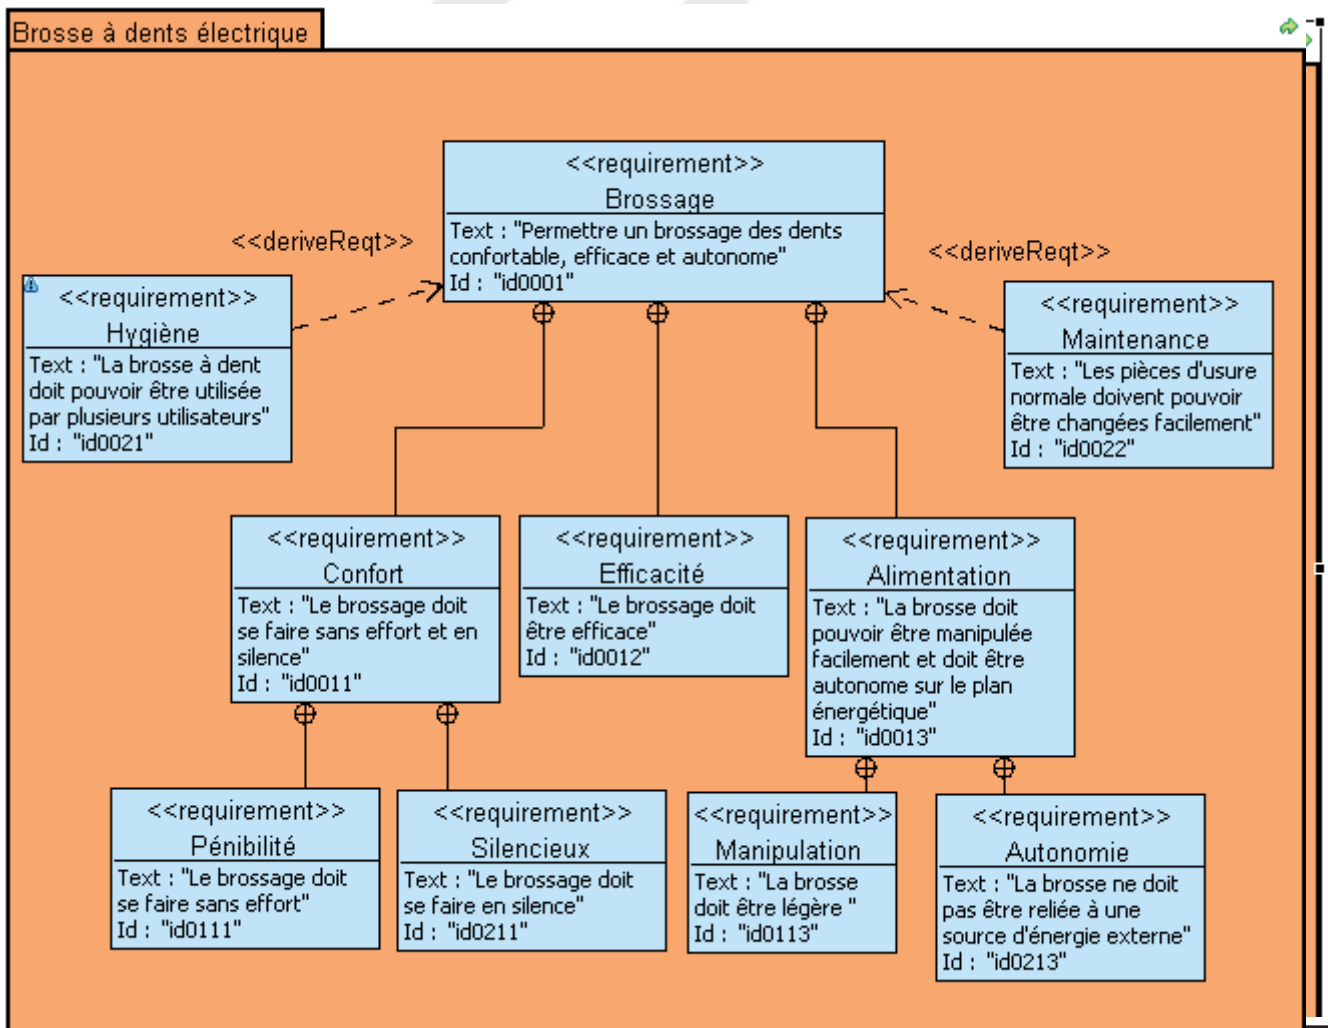 Brosse à dents électrique
<<requirement>>
Brossage
Text : "Permettre un brossage des dents
confortable, efficace et autonome"
Id : "id0001"
<<deriveReqt>>
<<deriveReqt>>
<<requirement>>
Hygiène
Text : "La brosse à dent
doit pouvoir être utilisée
par plusieurs utilisateurs"
Id : "id0021"
<<requirement>>
Maintenance
Text : "Les pièces d'usure
normale doivent pouvoir
être changées facilement"
Id : "id0022"
<<requirement>>
Confort
Text : "Le brossage doit
se faire sans effort et en
silence"
Id : "id0011"
<<requirement>>
Efficacité
Text : "Le brossage doit
être efficace"
Id : "id0012"
<<requirement>>
Alimentation
Text : "La brosse doit
pouvoir être manipulée
facilement et doit être
autonome sur le plan
énergétique"
Id : "id0013"
<<requirement>>
Pénibilité
Text : "Le brossage doit
se faire sans effort"
Id : "id0111"
<<requirement>>
Silencieux
Text : "Le brossage doit
se faire en silence"
Id : "id0211"
<<requirement>>
Manipulation
Text : "La brosse
doit être légère "
Id : "id0113"
<<requirement>>
Autonomie
Text : "La brosse ne doit
pas être reliée à une
source d'énergie externe"
Id : "id0213"